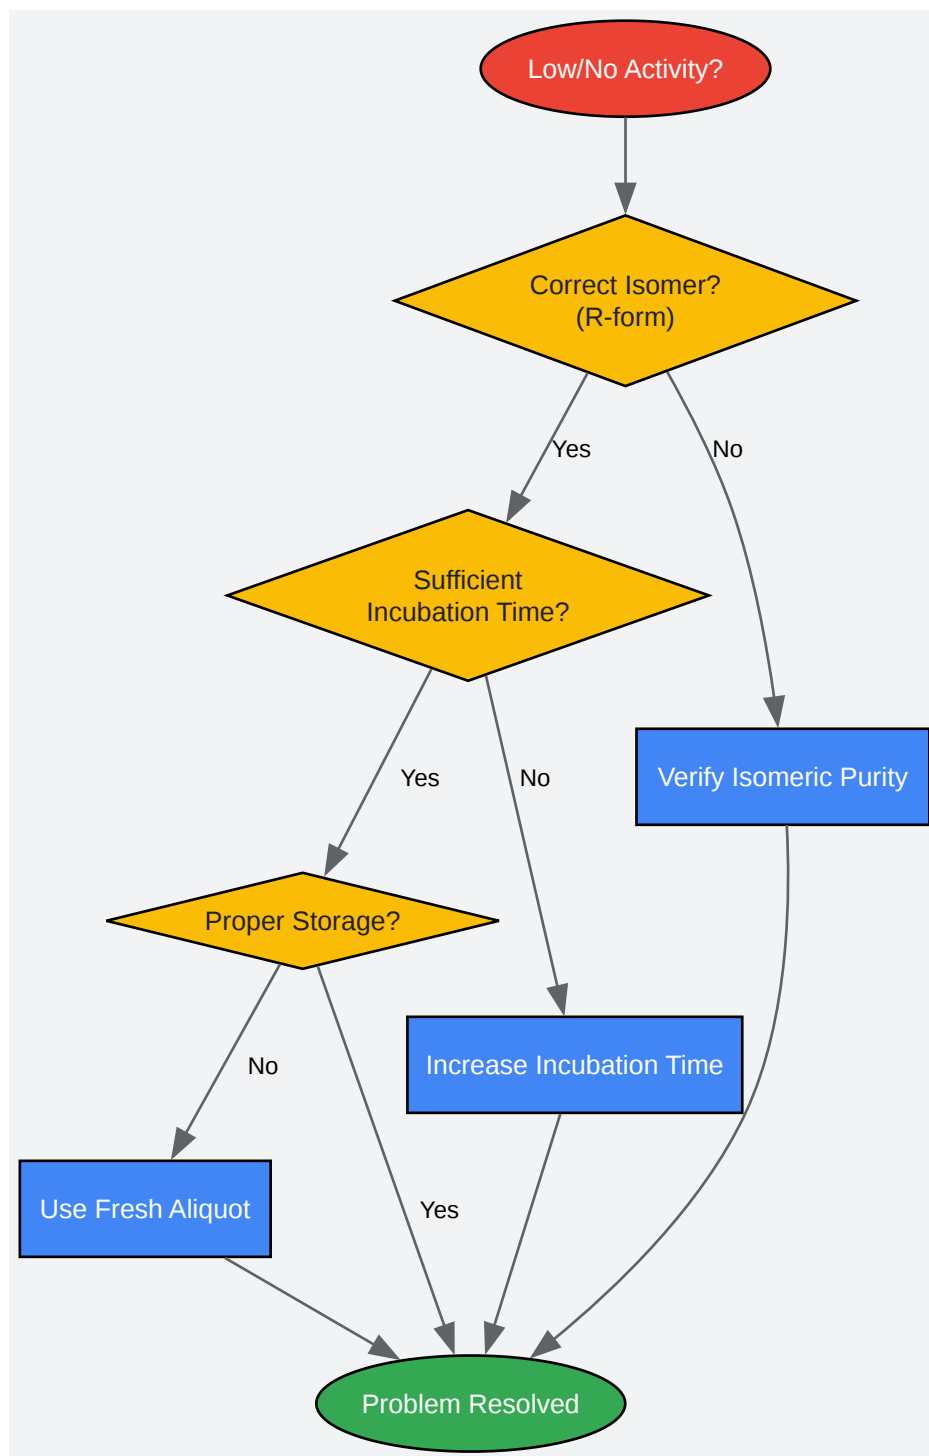 Low/No Activity?
Correct Isomer?
(R-form)
Yes
No
Sufficient
Incubation Time?
Yes
No
Verify Isomeric Purity
Proper Storage?
No
Increase Incubation Time
Use Fresh Aliquot
Yes
Problem Resolved